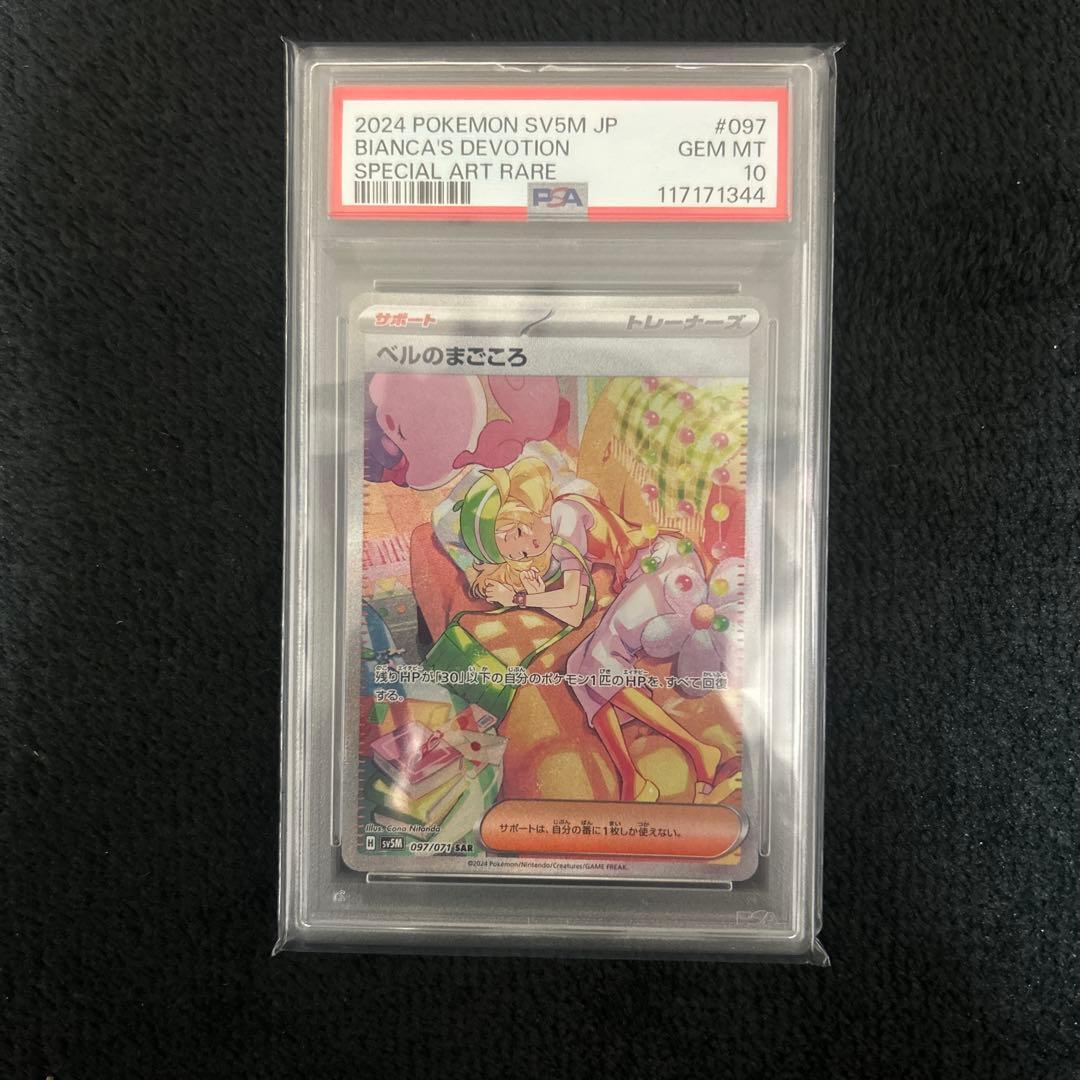 2024 POKEMON SV5M JP #097
BIANCA'S DEVOTION GEM MT
SPECIAL ART RARE 10
PSA 117171344
サポート トレーナーズ
ベルのまごころ
残りHPが「30」以下の自分のポケモン1匹のHPを、すべて回復
する。
サポートは、自分の番に1枚しか使えない。
Illus. Cona Nitanda
H SV5M 097/071 SAR
©2024 Pokémon/Nintendo/Creatures/GAME FREAK.
PSA